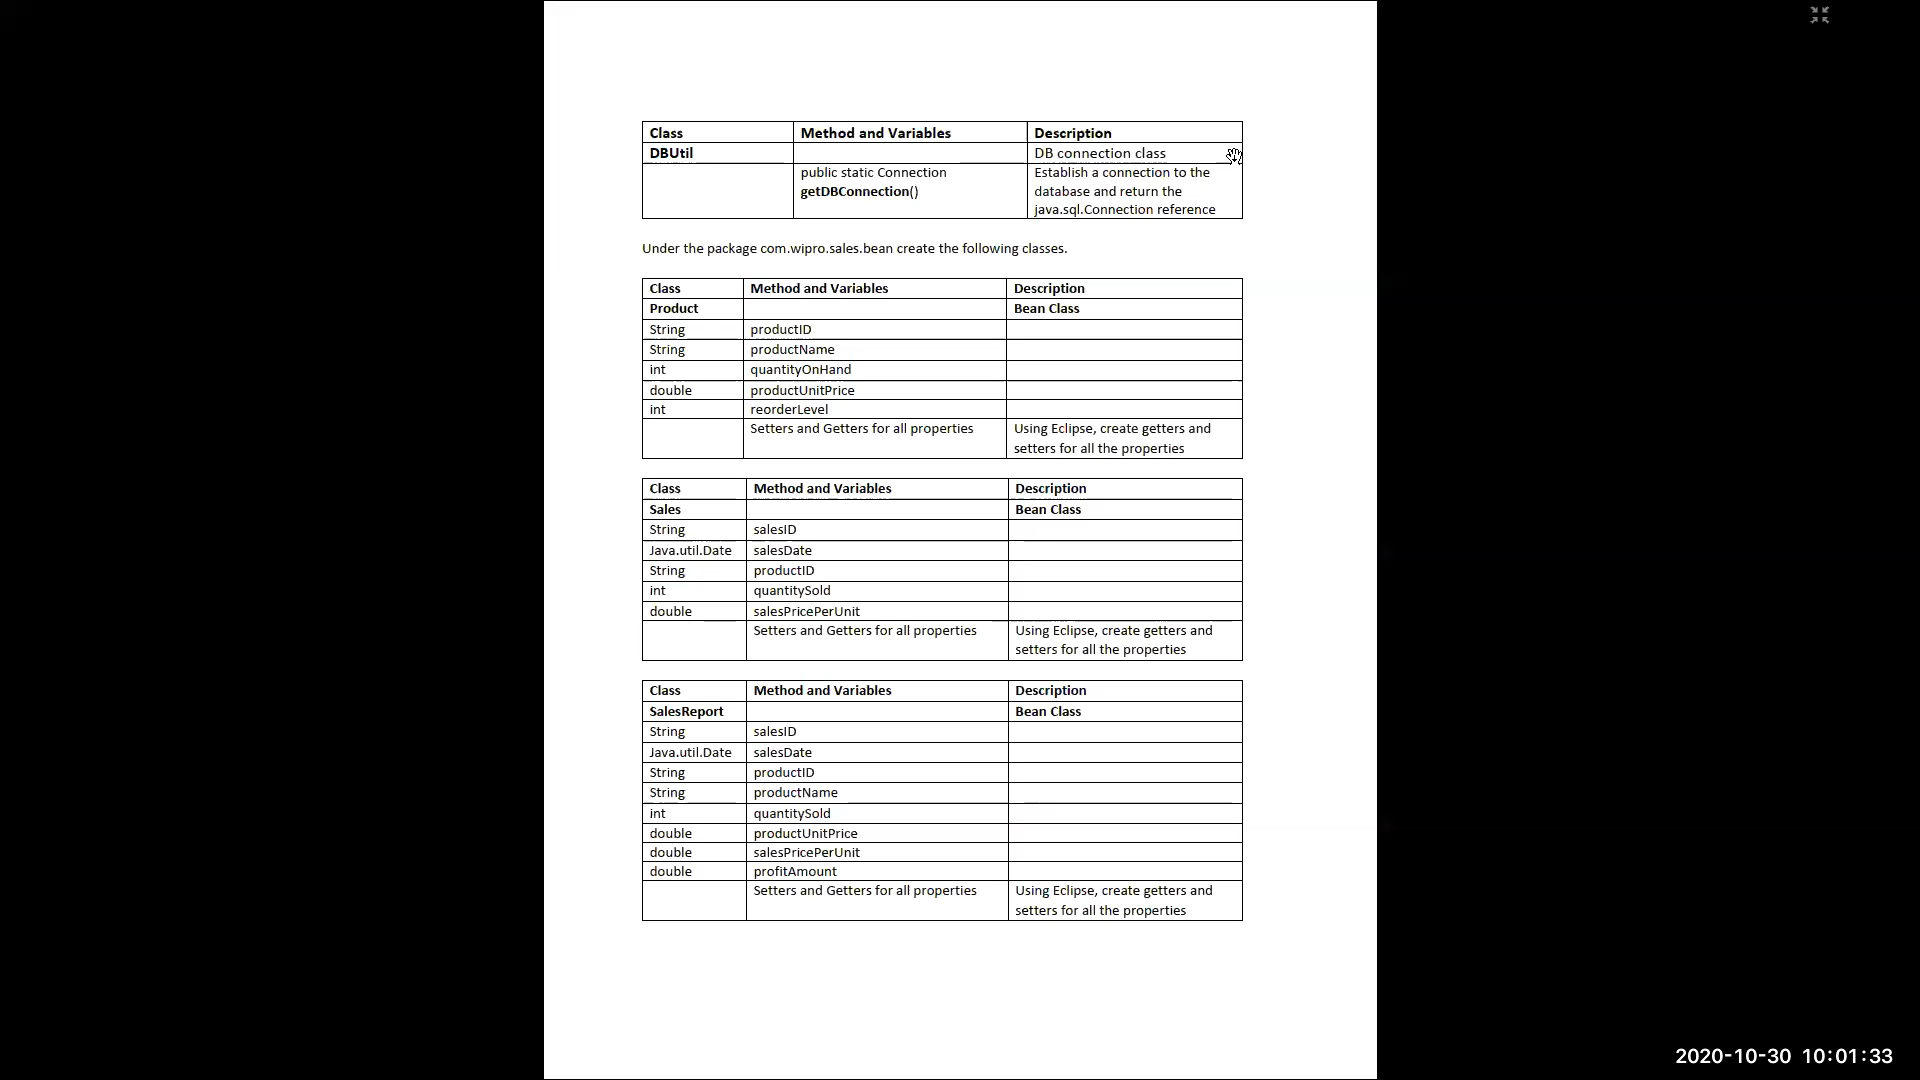 Class Method and Variables Description
DBUtil DB connection class
public static Connection Establish a connection to the
getDBConnection() database and return the
java.sql.Connection reference
Under the package com.wipro.sales.bean create the following classes.
Class Method and Variables Description
Product Bean Class
String productID
String productName
int quantityOnHand
double productUnitPrice
int reorderLevel
Setters and Getters for all properties Using Eclipse, create getters and
setters for all the properties
Class Method and Variables Description
Sales Bean Class
String salesID
Java.util.Date salesDate
String productID
int quantitySold
double salesPricePerUnit
Setters and Getters for all properties Using Eclipse, create getters and
setters for all the properties
Class Method and Variables Description
SalesReport Bean Class
String salesID
Java.util.Date salesDate
String productID
String productName
int quantitySold
double productUnitPrice
double salesPricePerUnit
double profitAmount
Setters and Getters for all properties Using Eclipse, create getters and
setters for all the properties
2020-10-30 10:01:33